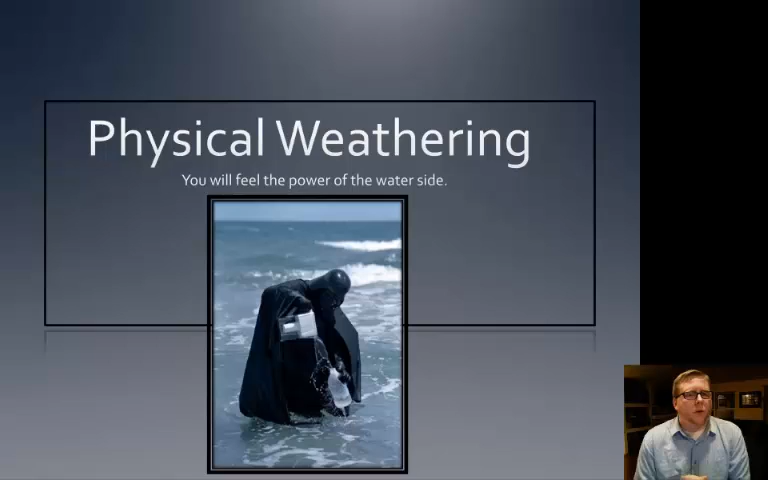 Physical Weathering
You will feel the power of the water side.